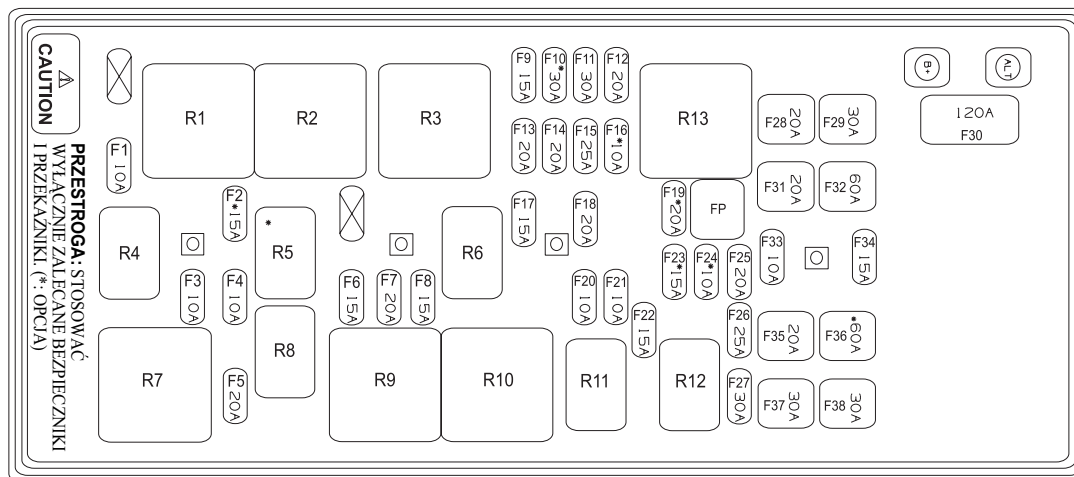 CAUTION
PRZESTROGA: STOSOWAĆ
WYŁĄCZNIE ZALECANE BEZPIECZNIKI
I PRZEKAŹNIKI. (*: OPCJA)
F1 10A
R1
R2
R3
F9 15A
F10 *30A
F11 30A
F12 20A
F13 20A
F14 20A
F15 25A
F16 *10A
R13
F28 20A
F29 30A
B+
ALT
120A
F30
F2 *15A
R4
* R5
R6
F17 15A
F18 20A
F19 *20A
FP
F31 20A
F32 60A
F3 10A
F4 10A
F6 15A
F7 20A
F8 15A
F20 10A
F21 10A
F22 15A
F23 *15A
F24 *10A
F25 20A
F33 10A
F34 15A
R7
F5 20A
R8
R9
R10
R11
R12
F26 25A
F27 30A
F35 20A
F36 *60A
F37 30A
F38 30A